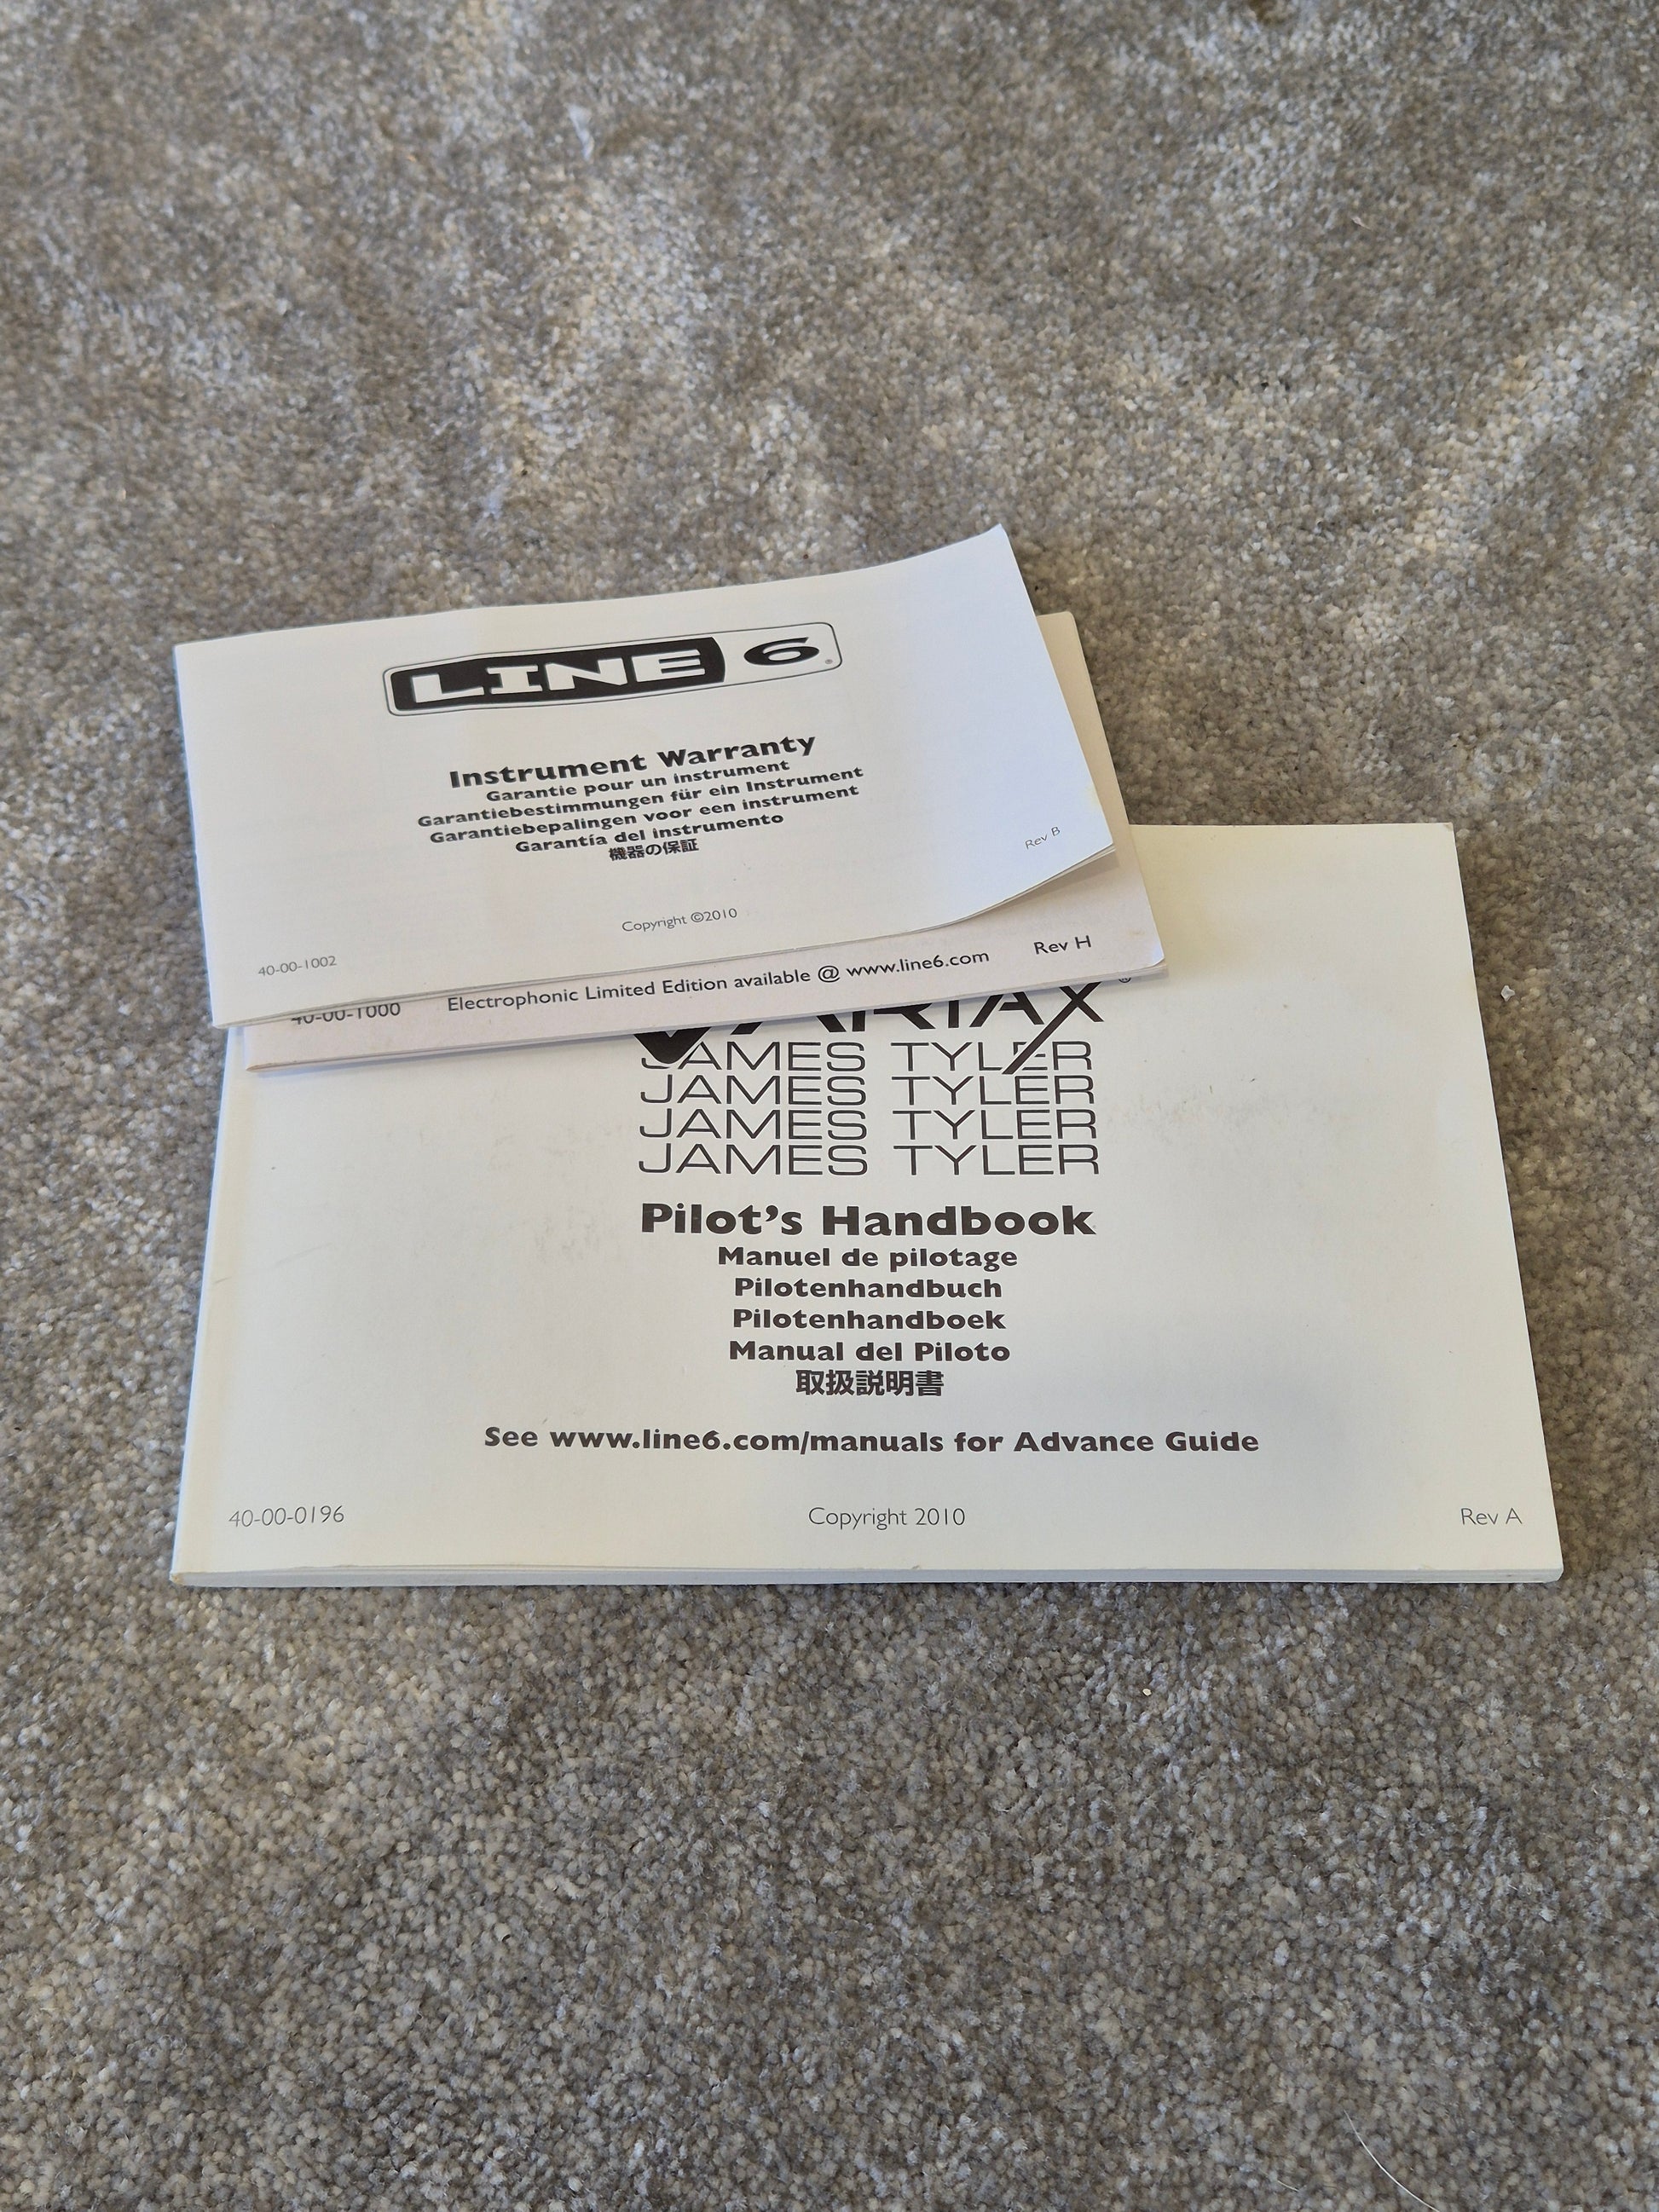 LINE 6
Instrument Warranty
Garantie pour un instrument
Garantiebestimmungen für ein Instrument
Garantiebepalingen voor een instrument
Garantía del instrumento
機器の保証
Rev B
Copyright ©2010
40-00-1002
40-00-1000 Electrophonic Limited Edition available @ www.line6.com Rev H
VARIAX®
JAMES TYLER
JAMES TYLER
JAMES TYLER
JAMES TYLER
Pilot's Handbook
Manuel de pilotage
Pilotenhandbuch
Pilotenhandboek
Manual del Piloto
取扱説明書
See www.line6.com/manuals for Advance Guide
40-00-0196 Copyright 2010 Rev A